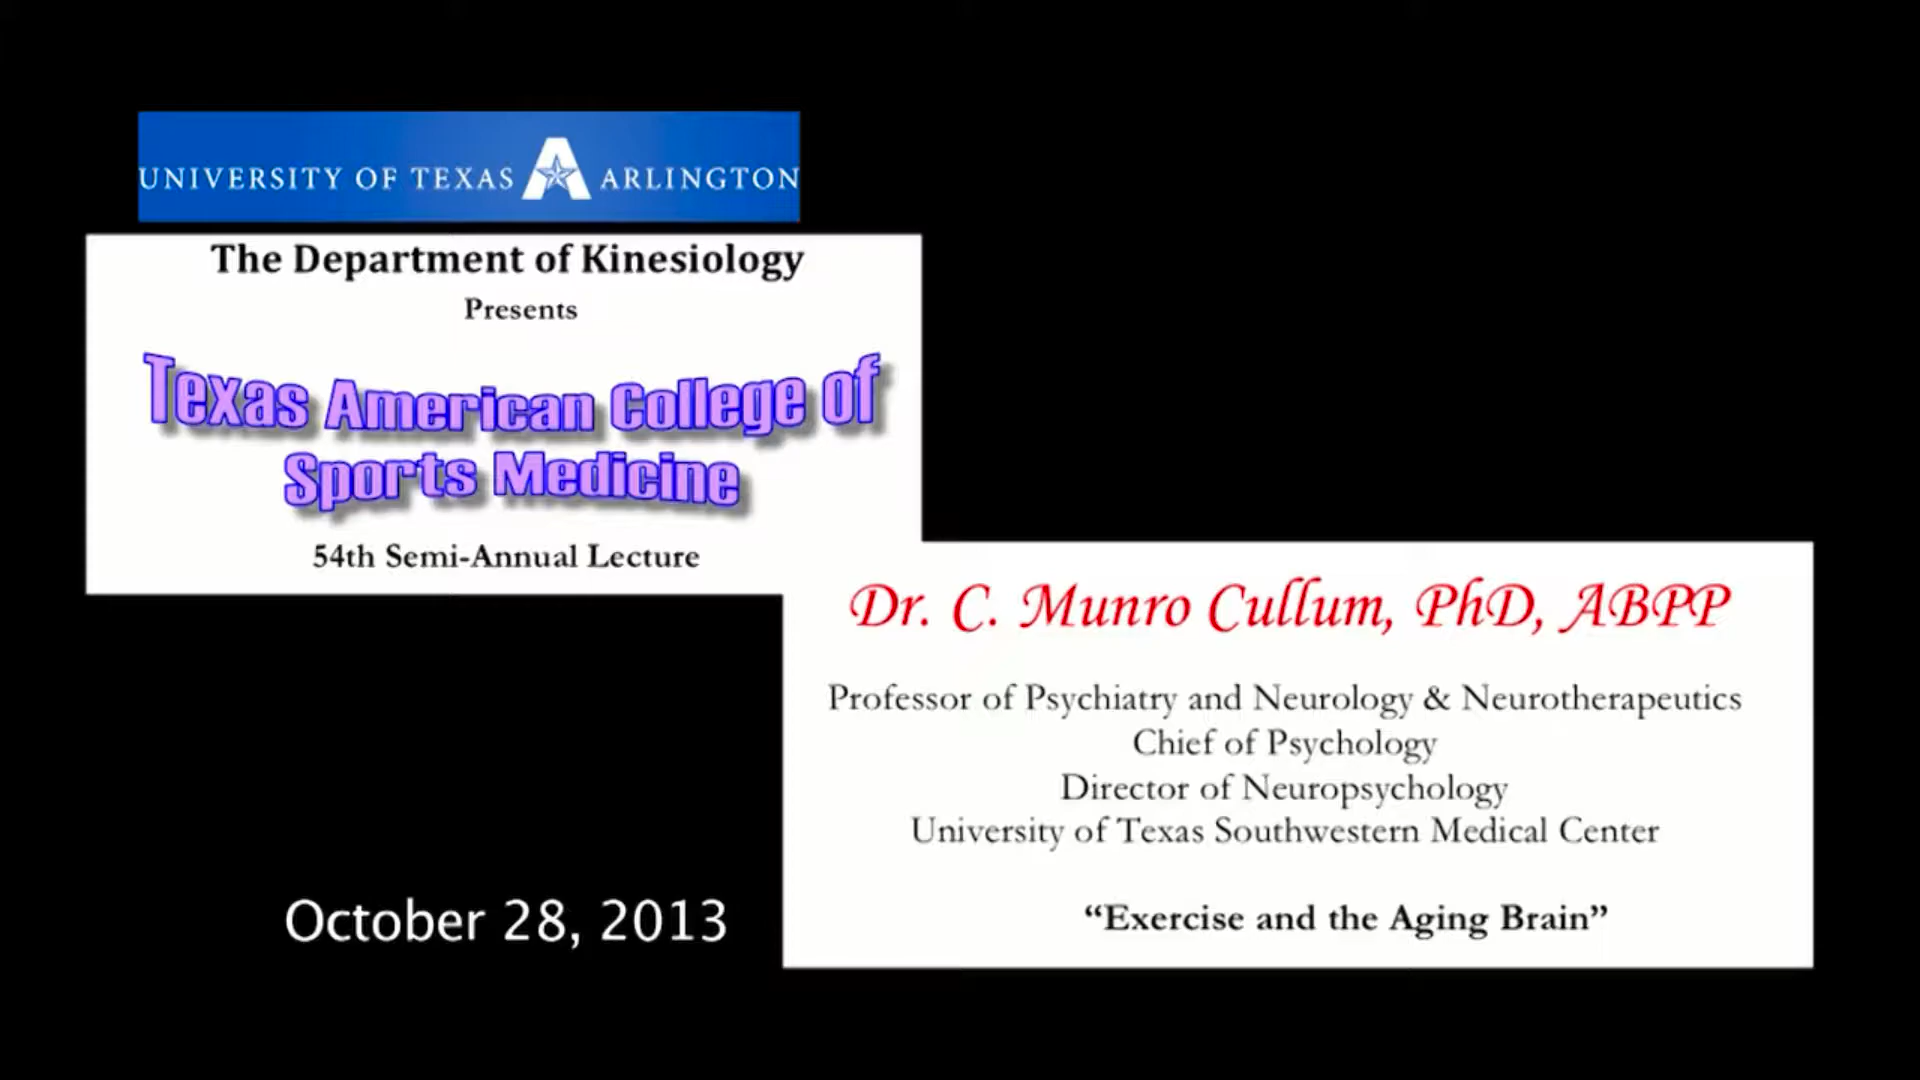 UNIVERSITY OF TEXAS A ARLINGTON
The Department of Kinesiology
Presents
Texas American College of
Sports Medicine
54th Semi-Annual Lecture
Dr. C. Munro Cullum, PhD, ABPP
Professor of Psychiatry and Neurology & Neurotherapeutics
Chief of Psychology
Director of Neuropsychology
University of Texas Southwestern Medical Center
“Exercise and the Aging Brain”
October 28, 2013